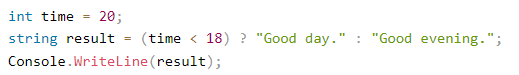 int time = 20;
string result = (time < 18) ? "Good day." : "Good evening.";
Console.WriteLine(result);